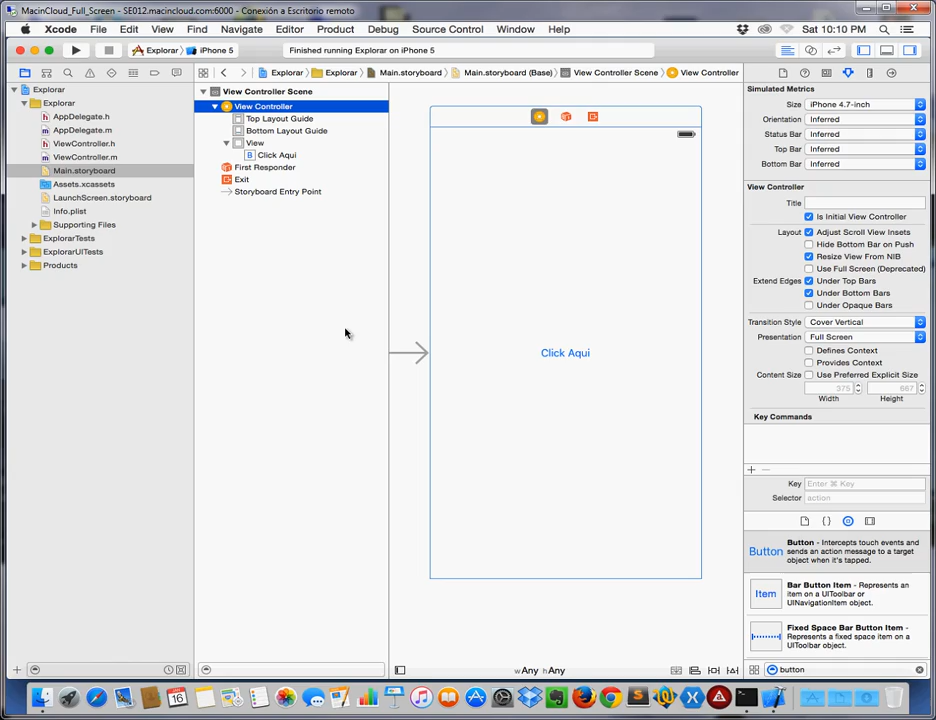 MacinCloud_Full_Screen - SE012.macincloud.com:6000 - Conexión a Escritorio remoto
Xcode File Edit View Find Navigate Editor Product Debug Source Control Window Help Sat 10:10 PM
Explorar iPhone 5 Finished running Explorar on iPhone 5
Explorar Explorar Main.storyboard Main.storyboard (Base) View Controller Scene View Controller
Explorar
Explorar
AppDelegate.h
AppDelegate.m
ViewController.h
ViewController.m
Main.storyboard
Assets.xcassets
LaunchScreen.storyboard
Info.plist
Supporting Files
ExplorarTests
ExplorarUITests
Products
View Controller Scene
View Controller
Top Layout Guide
Bottom Layout Guide
View
B Click Aqui
First Responder
Exit
Storyboard Entry Point
Click Aqui
wAny hAny
Simulated Metrics
Size iPhone 4.7-inch
Orientation Inferred
Status Bar Inferred
Top Bar Inferred
Bottom Bar Inferred
View Controller
Title
Is Initial View Controller
Layout Adjust Scroll View Insets
Hide Bottom Bar on Push
Resize View From NIB
Use Full Screen (Deprecated)
Extend Edges Under Top Bars
Under Bottom Bars
Under Opaque Bars
Transition Style Cover Vertical
Presentation Full Screen
Defines Context
Provides Context
Content Size Use Preferred Explicit Size
375 667
Width Height
Key Commands
Key Enter ⌘ Key
Selector action
Button
Button - Intercepts touch events and
sends an action message to a target
object when it's tapped.
Item
Bar Button Item - Represents an
item on a UIToolbar or
UINavigationItem object.
Fixed Space Bar Button Item -
Represents a fixed space item on a
UIToolbar object.
button
16